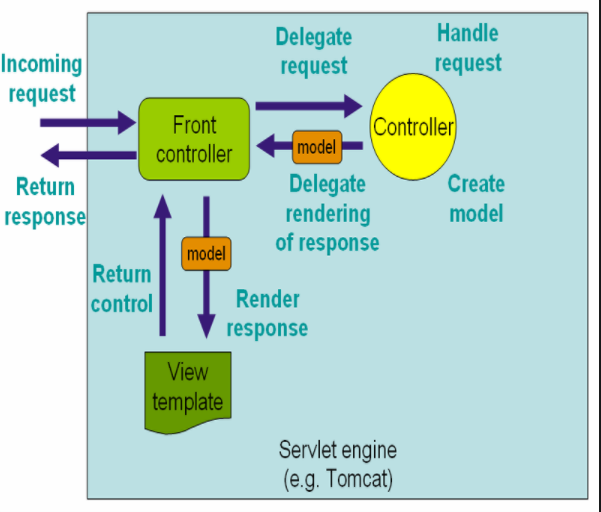 Incoming
request
Return
response
Front
controller
Delegate
request
Handle
request
Controller
model
Delegate
rendering
of response
Create
model
Return
control
model
Render
response
View
template
Servlet engine
(e.g. Tomcat)